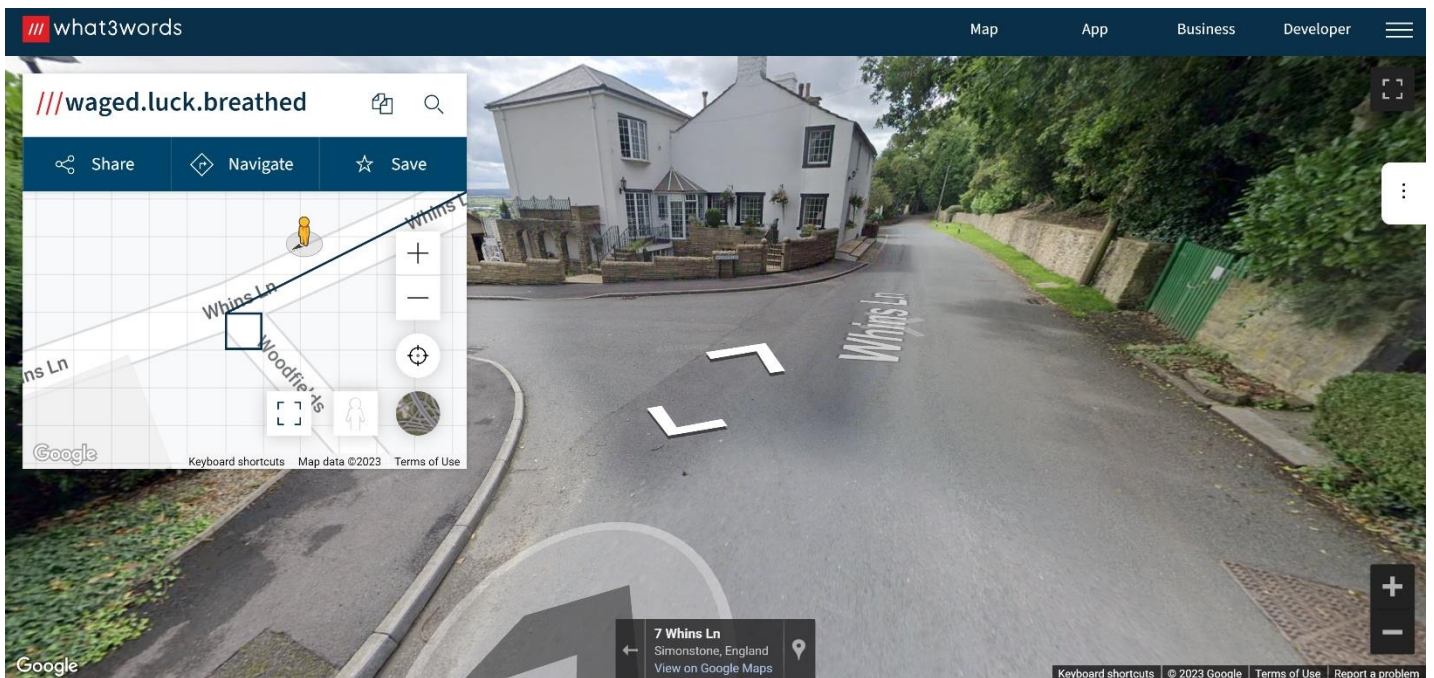 what3words
Map App Business Developer
///waged.luck.breathed
Share Navigate Save
Whins L
Whins Ln
ns Ln
Woodfields
Google
Keyboard shortcuts Map data ©2023 Terms of Use
Whins Ln
7 Whins Ln
Simonstone, England
View on Google Maps
Google
Keyboard shortcuts © 2023 Google Terms of Use Report a problem